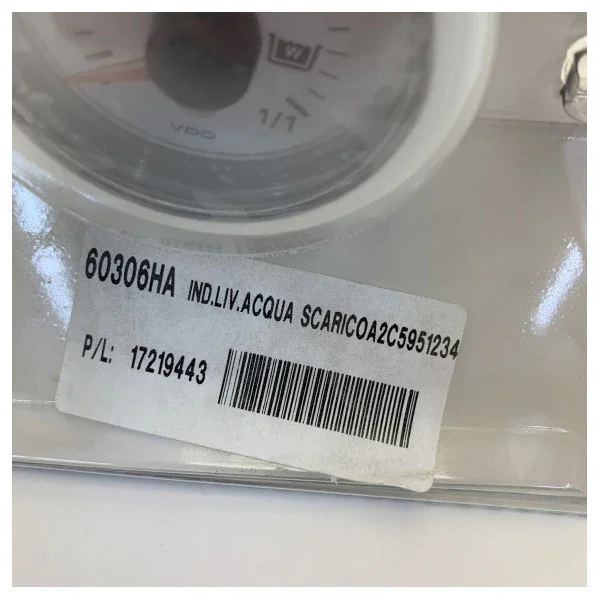 W
1/1
VDO
60306HA IND.LIV.ACQUA SCARICOA2C5951234
P/L: 17219443